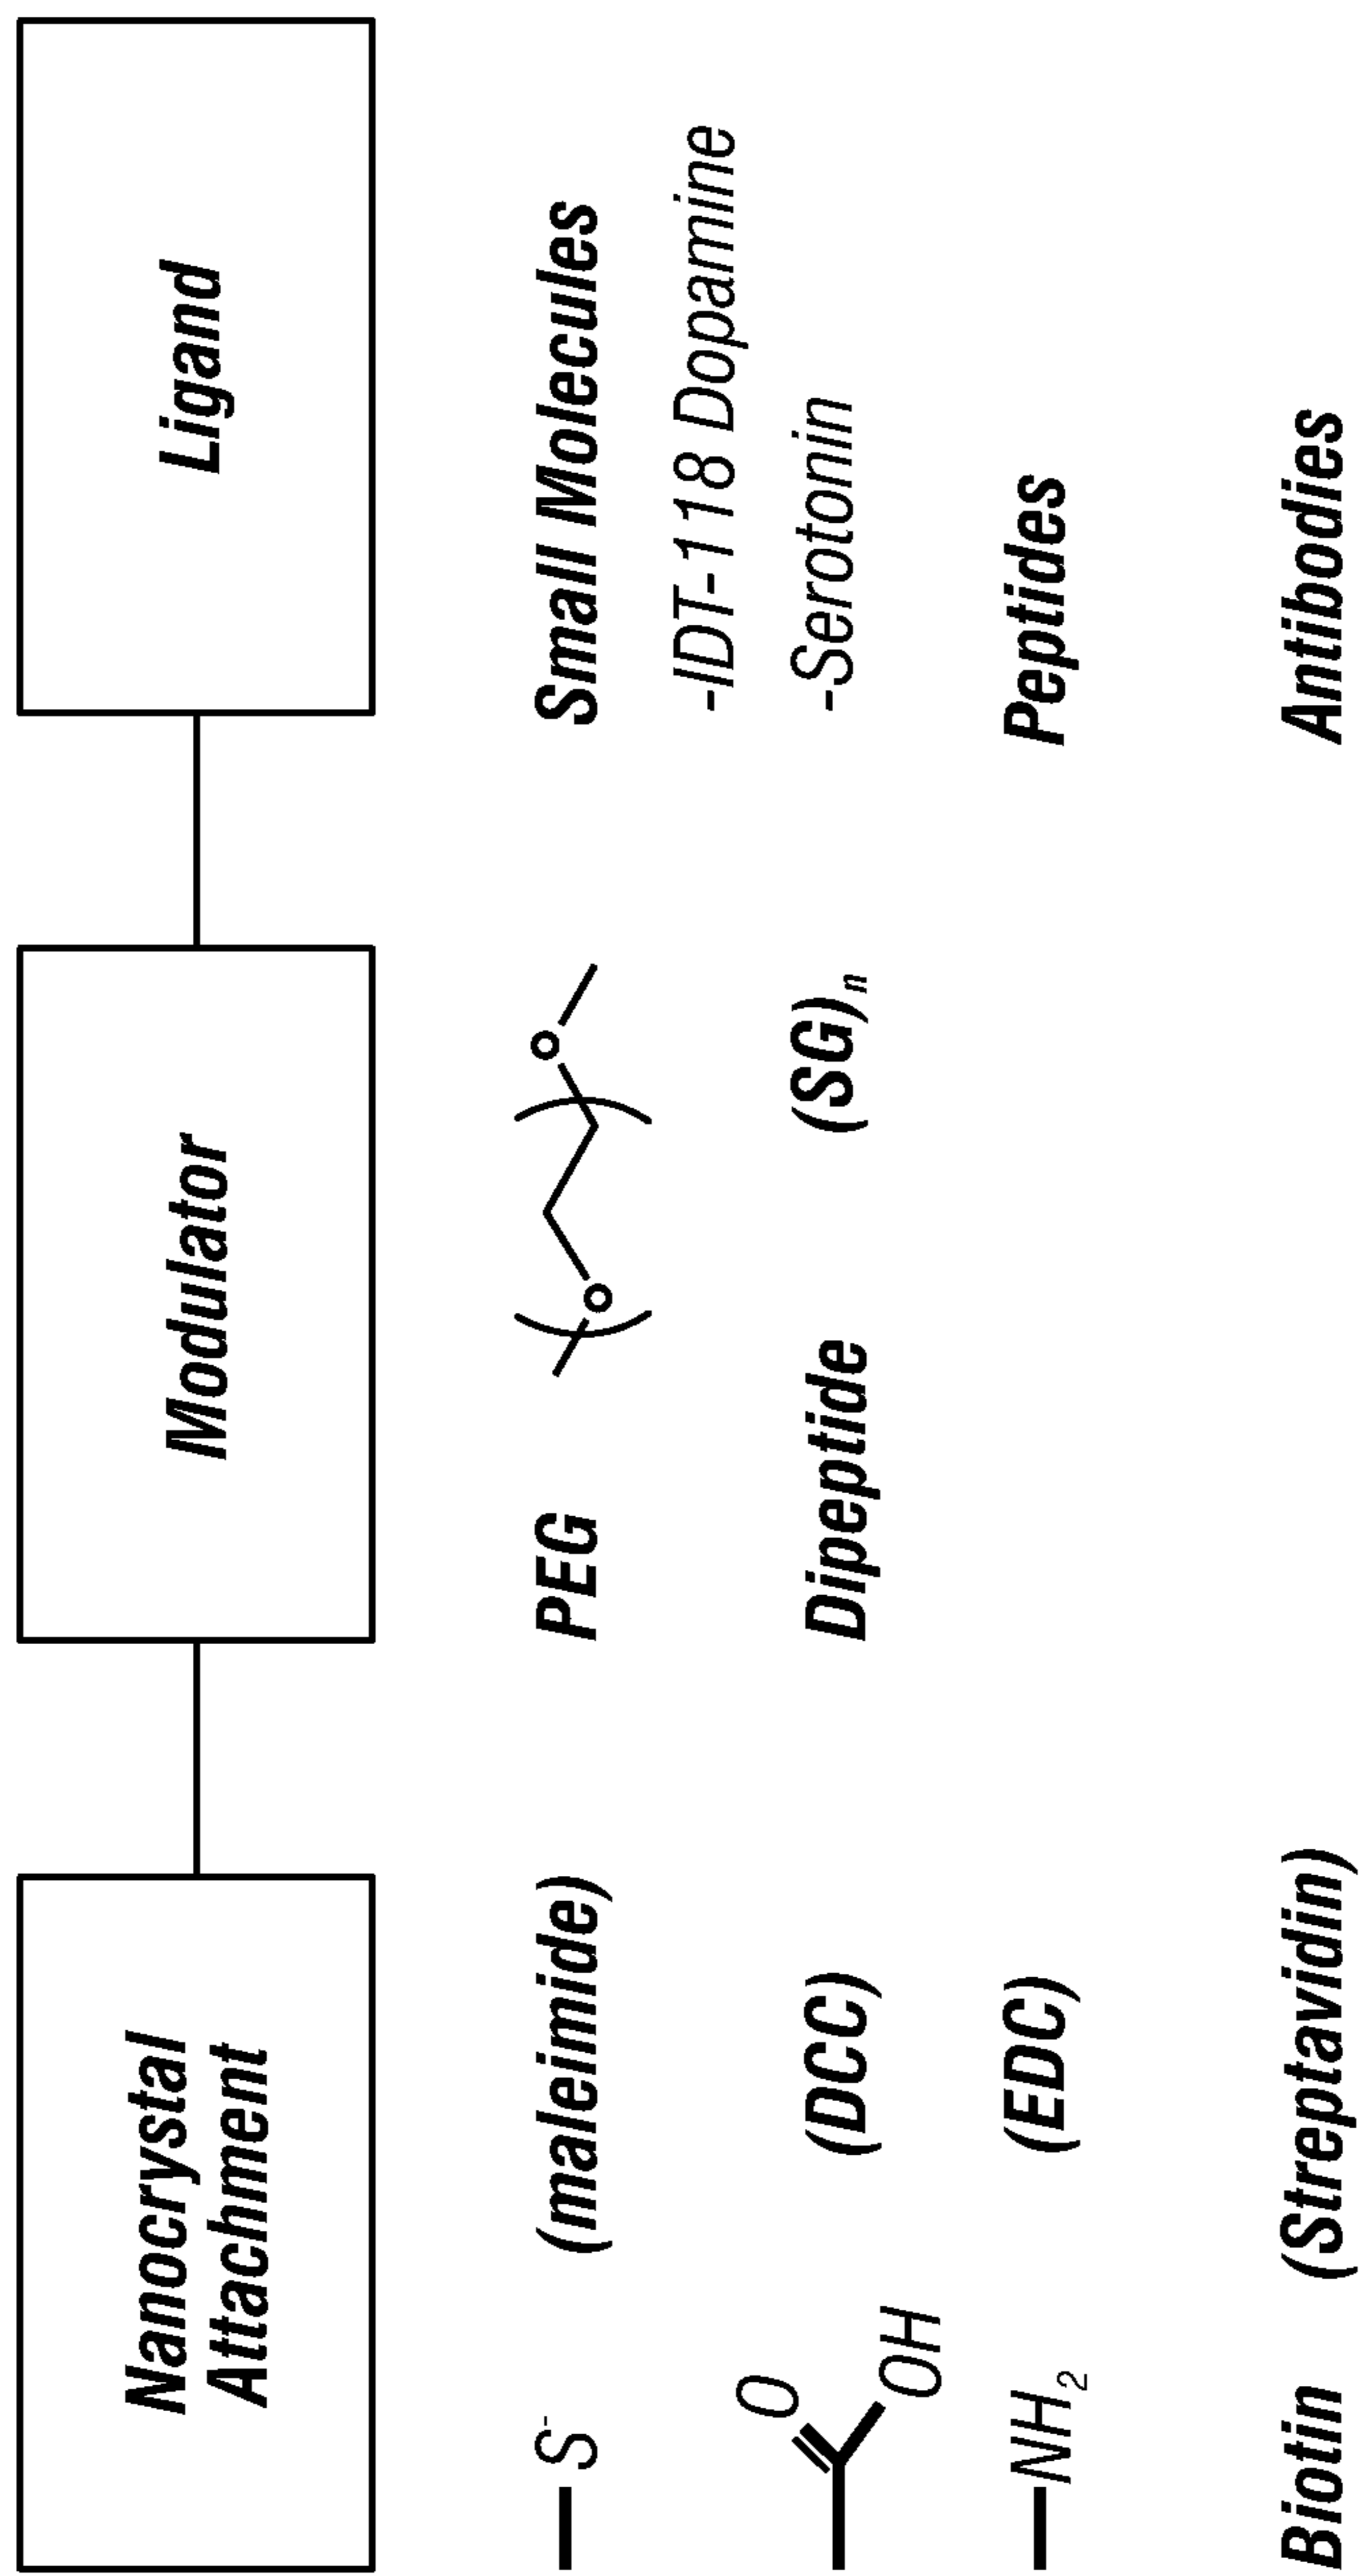 Nanocrystal
Attachment
Modulator
Ligand
–S⁻ (maleimide)
PEG
O
O
Small Molecules
-IDT-118 Dopamine
O
OH
(DCC)
Dipeptide (SG)n
-Serotonin
–NH2 (EDC)
Peptides
Biotin (Streptavidin)
Antibodies